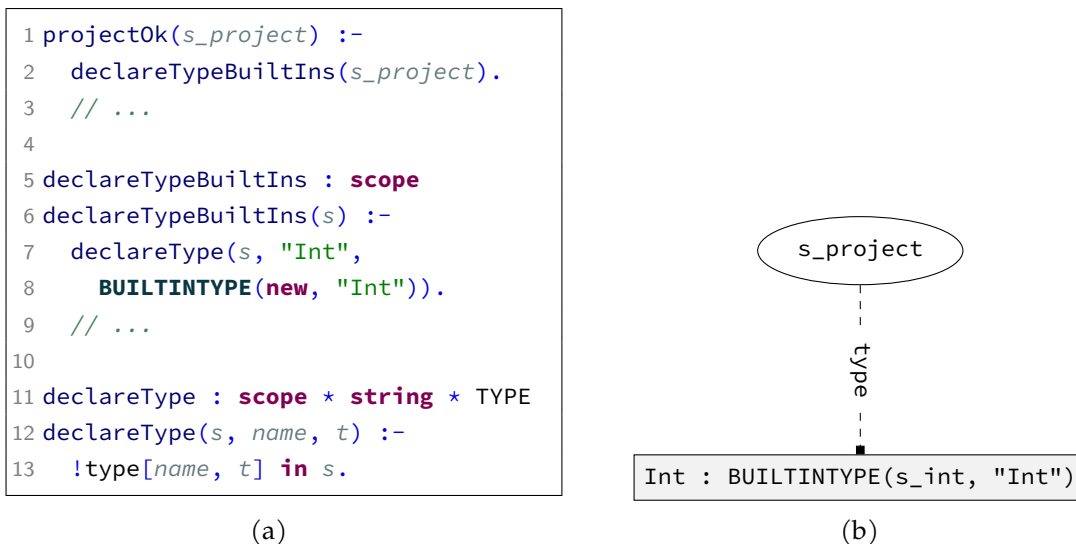 1 projectOk(s_project) :-
2   declareTypeBuiltIns(s_project).
3   // ...
4
5 declareTypeBuiltIns : scope
6 declareTypeBuiltIns(s) :-
7   declareType(s, "Int",
8     BUILTINTYPE(new, "Int")).
9   // ...
10
11 declareType : scope * string * TYPE
12 declareType(s, name, t) :-
13   !type[name, t] in s.
(a)
s_project
type
Int : BUILTINTYPE(s_int, "Int")
(b)